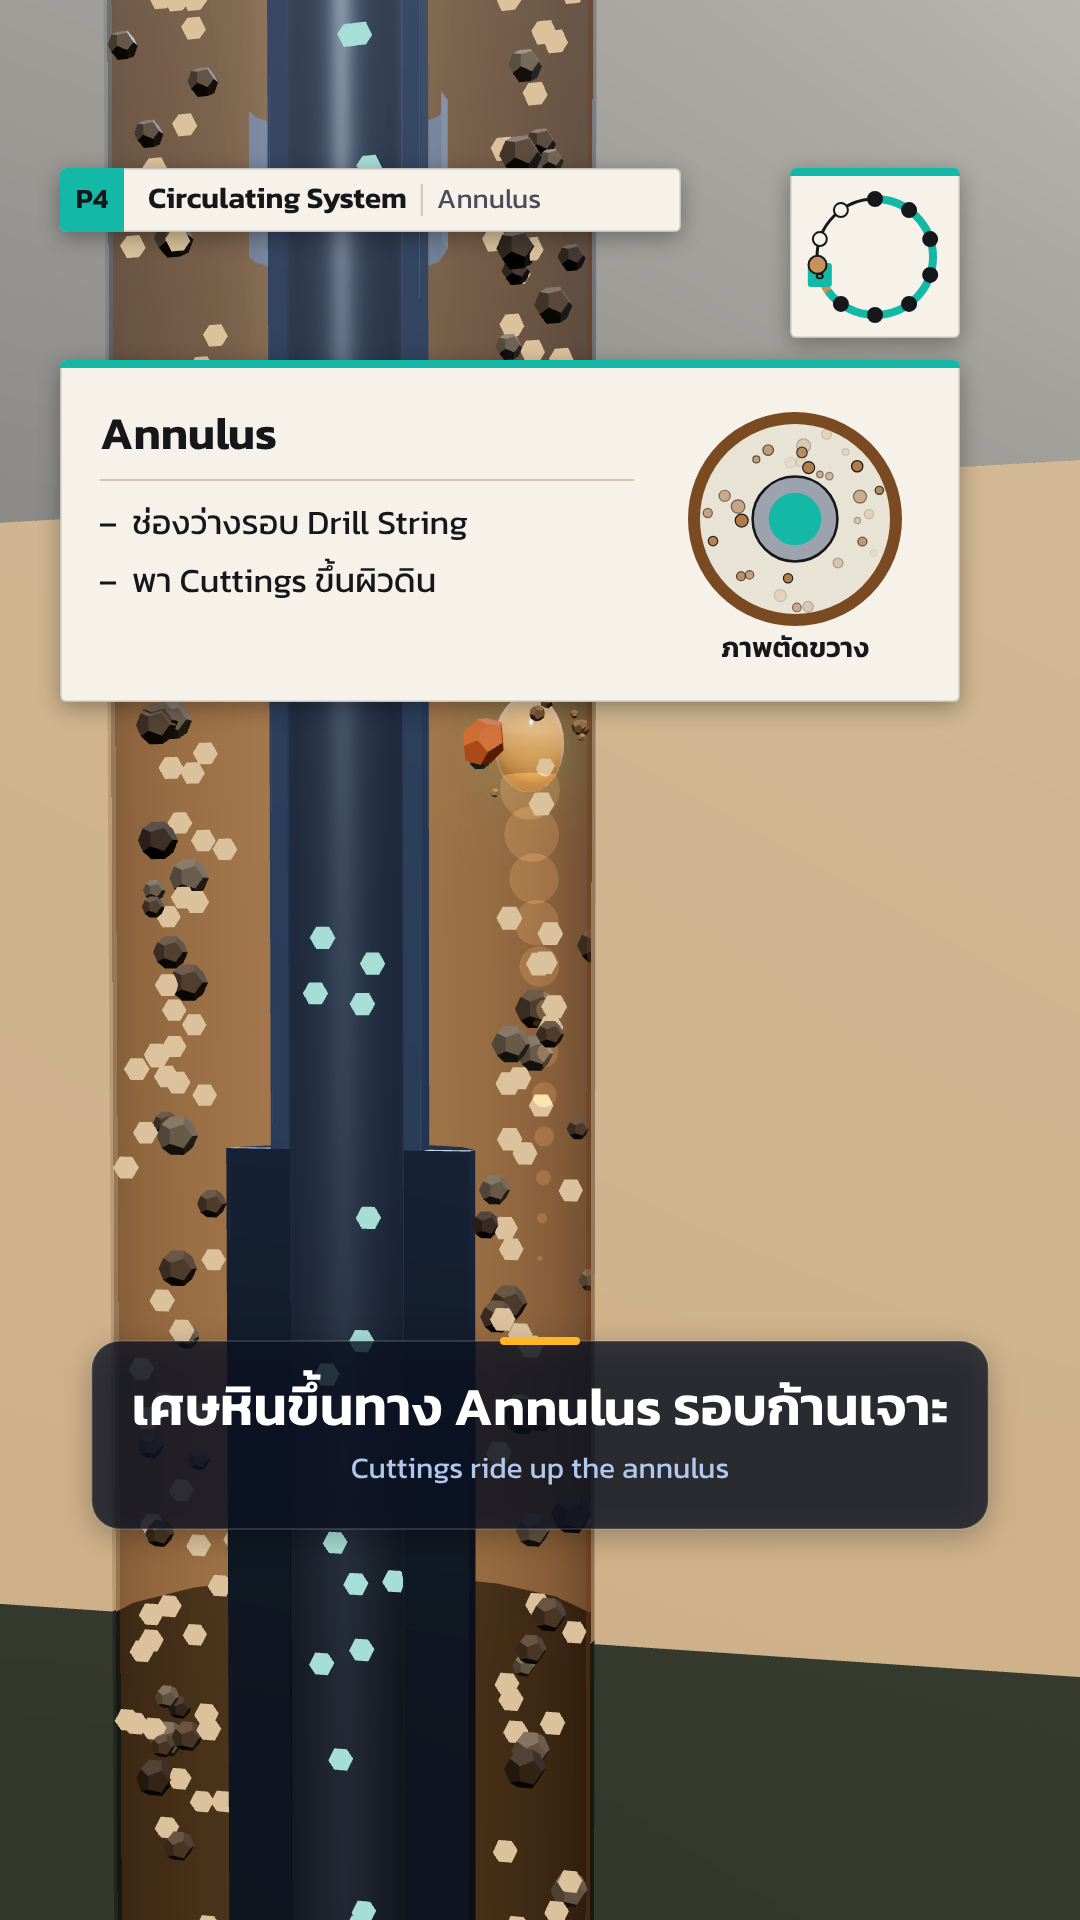 P4 Circulating System | Annulus
8
Annulus
– ช่องว่างรอบ Drill String
– พา Cuttings ขึ้นผิวดิน
ภาพตัดขวาง
เศษหินขึ้นทาง Annulus รอบก้านเจาะ
Cuttings ride up the annulus